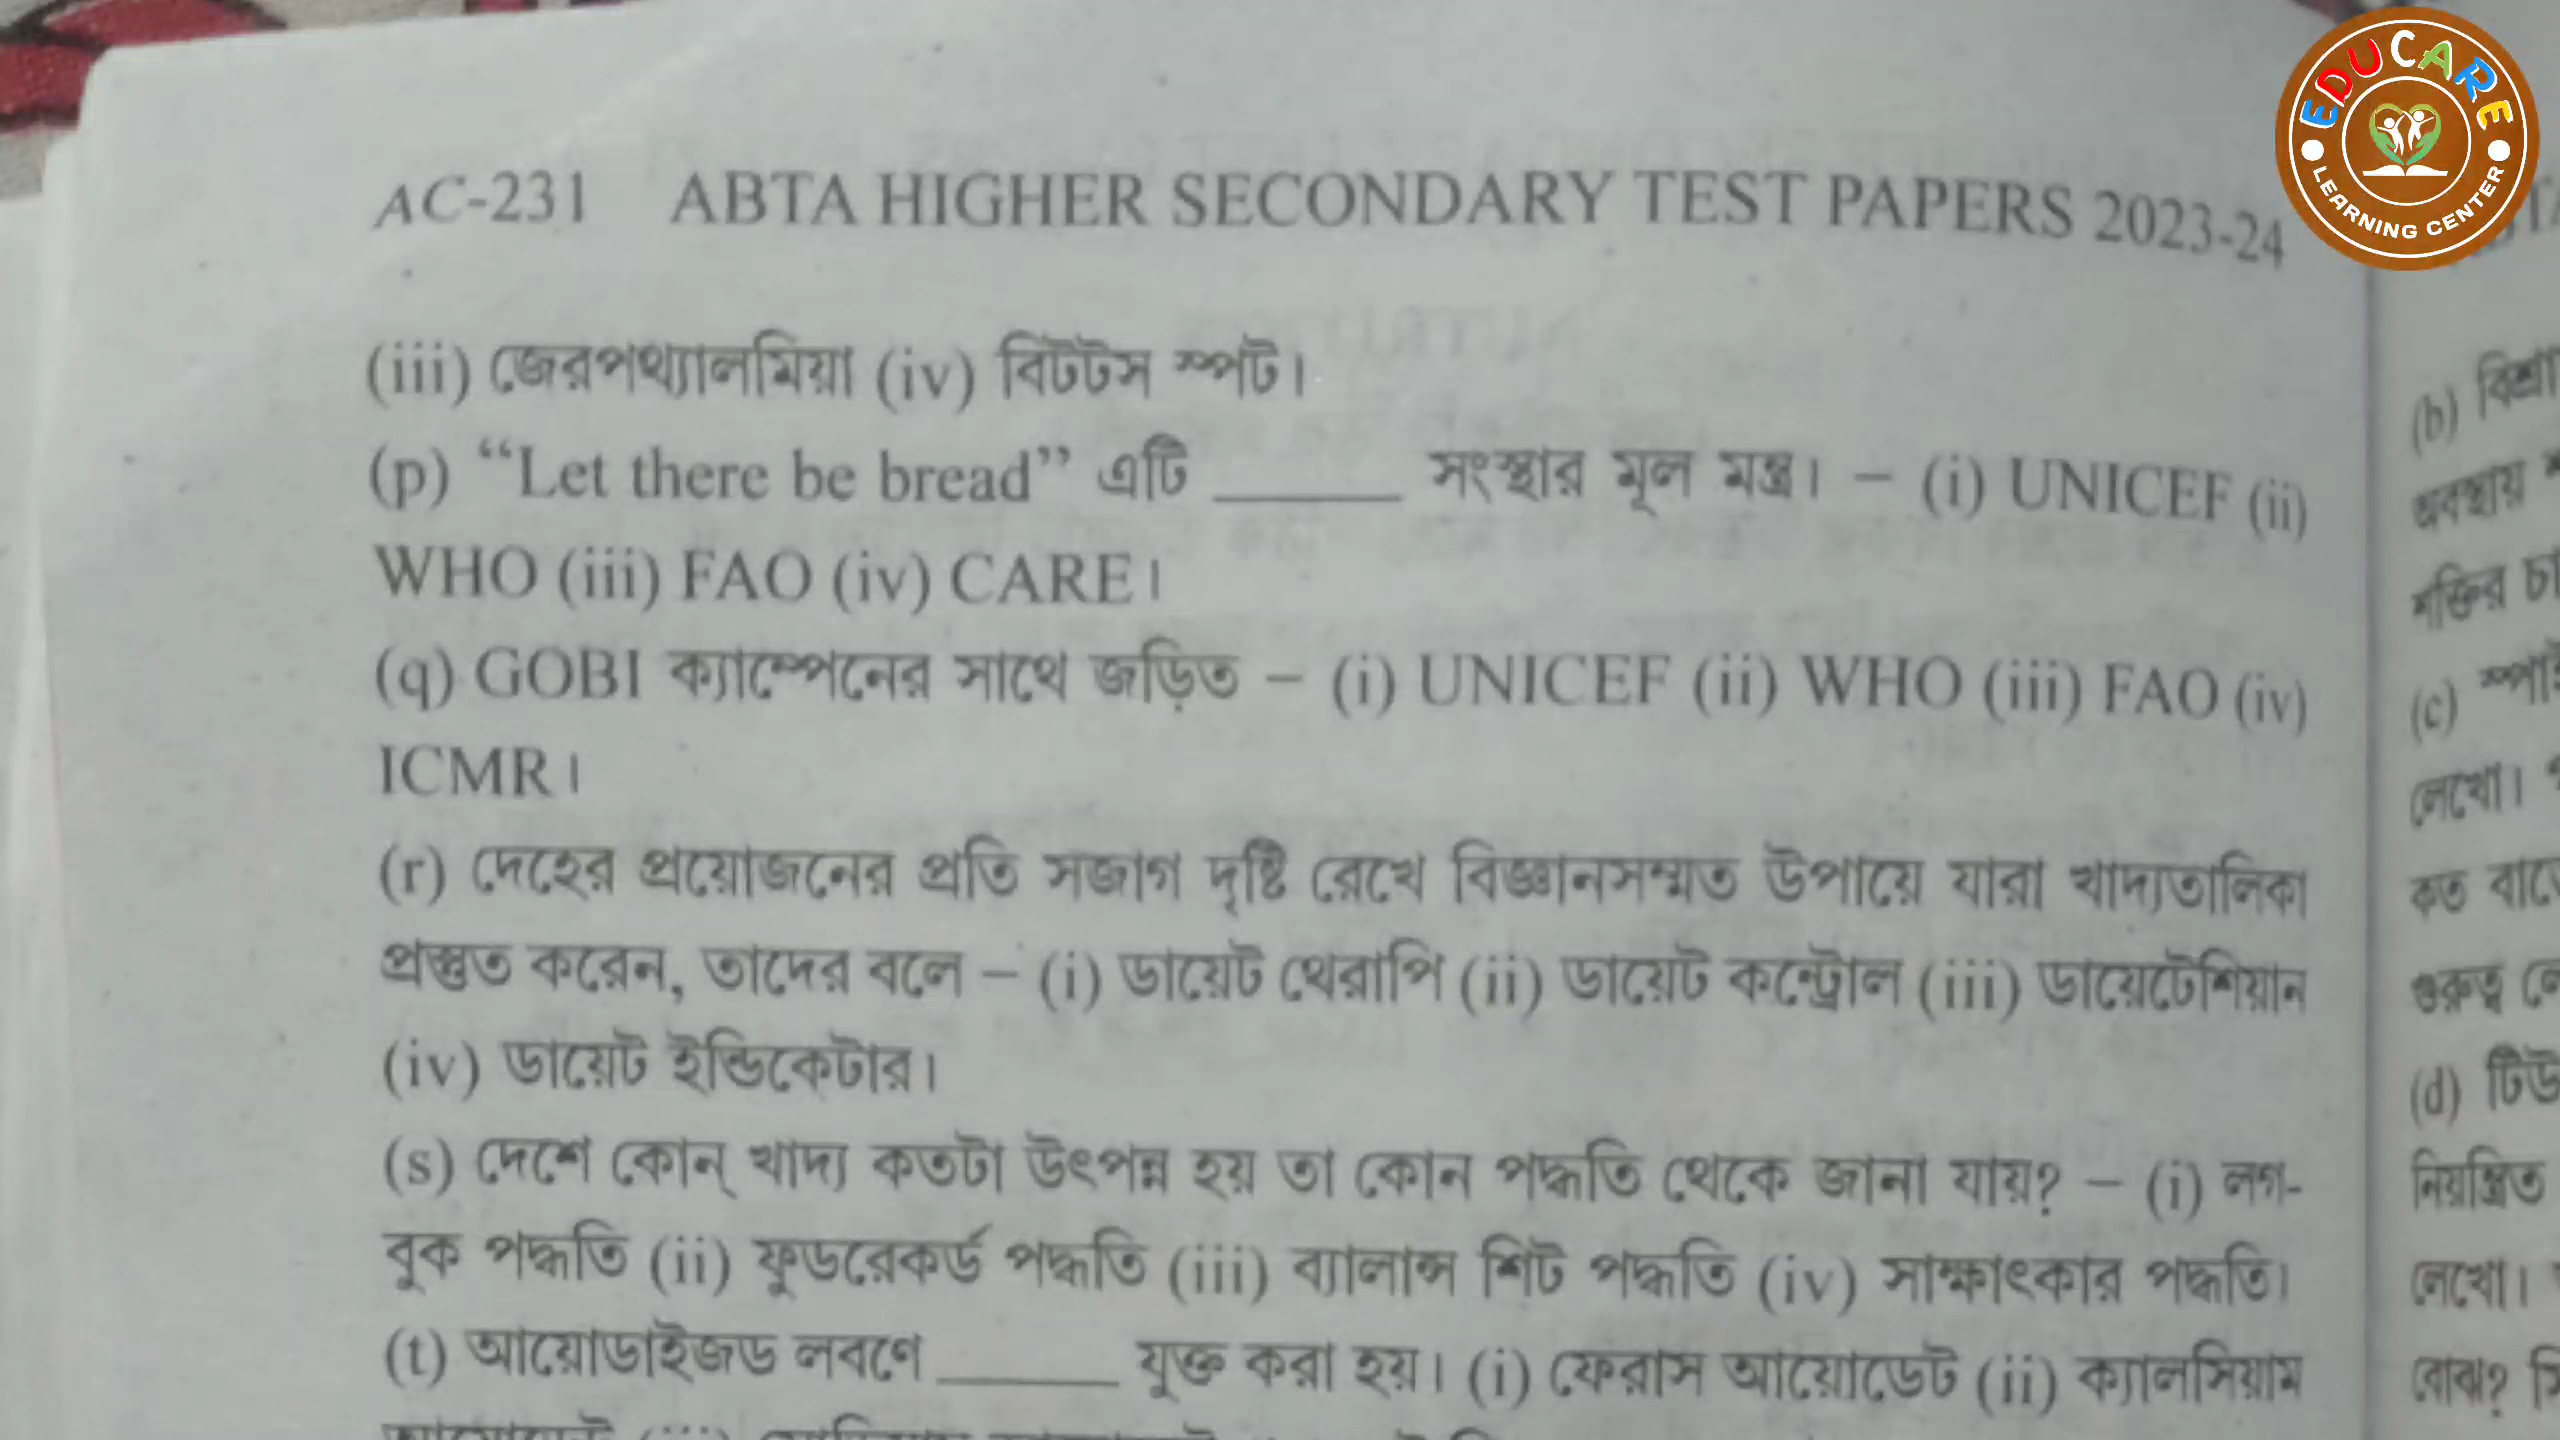 EDUCARE
LEARNING CENTER
AC-231 ABTA HIGHER SECONDARY TEST PAPERS 2023-24
(iii) জেরপথ্যালমিয়া (iv) বিটটস স্পট।
(p) “Let there be bread” এটি ______ সংস্থার মূল মন্ত্র। – (i) UNICEF (ii)
WHO (iii) FAO (iv) CARE।
(q) GOBI ক্যাম্পেনের সাথে জড়িত – (i) UNICEF (ii) WHO (iii) FAO (iv)
ICMR।
(r) দেহের প্রয়োজনের প্রতি সজাগ দৃষ্টি রেখে বিজ্ঞানসম্মত উপায়ে যারা খাদ্যতালিকা
প্রস্তুত করেন, তাদের বলে – (i) ডায়েট থেরাপি (ii) ডায়েট কন্ট্রোল (iii) ডায়েটেশিয়ান
(iv) ডায়েট ইন্ডিকেটার।
(s) দেশে কোন্ খাদ্য কতটা উৎপন্ন হয় তা কোন পদ্ধতি থেকে জানা যায়? – (i) লগ-
বুক পদ্ধতি (ii) ফুডরেকর্ড পদ্ধতি (iii) ব্যালান্স শিট পদ্ধতি (iv) সাক্ষাৎকার পদ্ধতি।
(t) আয়োডাইজড লবণে ______ যুক্ত করা হয়। (i) ফেরাস আয়োডেট (ii) ক্যালসিয়াম
(b)
অবস্থায়
শক্তির
(c)
লেখো।
কত
গুরুত্ব
(d)
নিয়ন্ত্রিত
লেখো।
বোঝ?